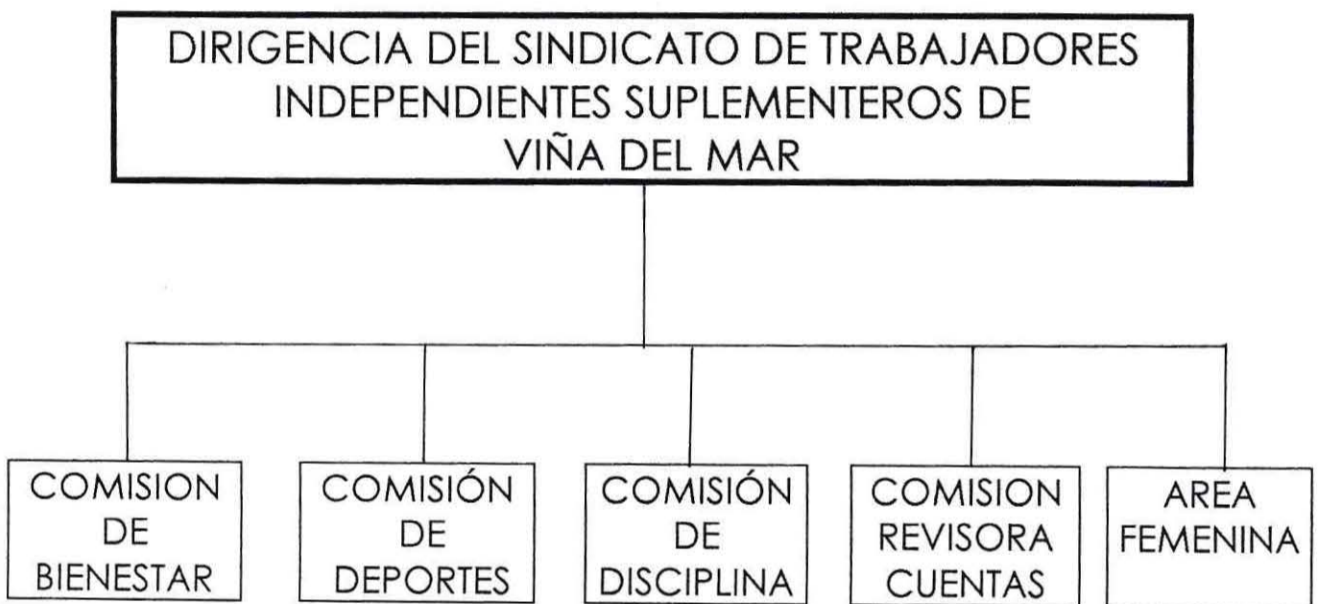 DIRIGENCIA DEL SINDICATO DE TRABAJADORES
INDEPENDIENTES SUPLEMENTEROS DE
VIÑA DEL MAR
COMISION
DE
BIENESTAR
COMISIÓN
DE
DEPORTES
COMISIÓN
DE
DISCIPLINA
COMISION
REVISORA
CUENTAS
AREA
FEMENINA